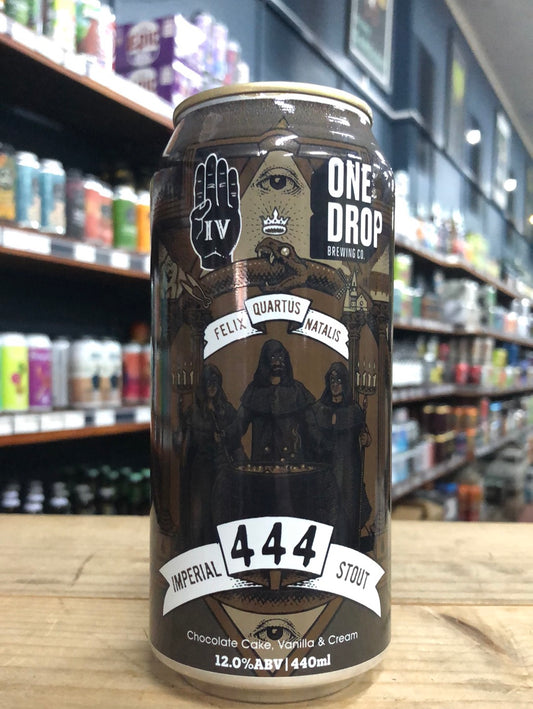 EPIC
IV
ONE
DROP
BREWING CO.
FELIX QUARTUS NATALIS
444
IMPERIAL STOUT
Chocolate Cake, Vanilla & Cream
12.0%ABV | 440ml